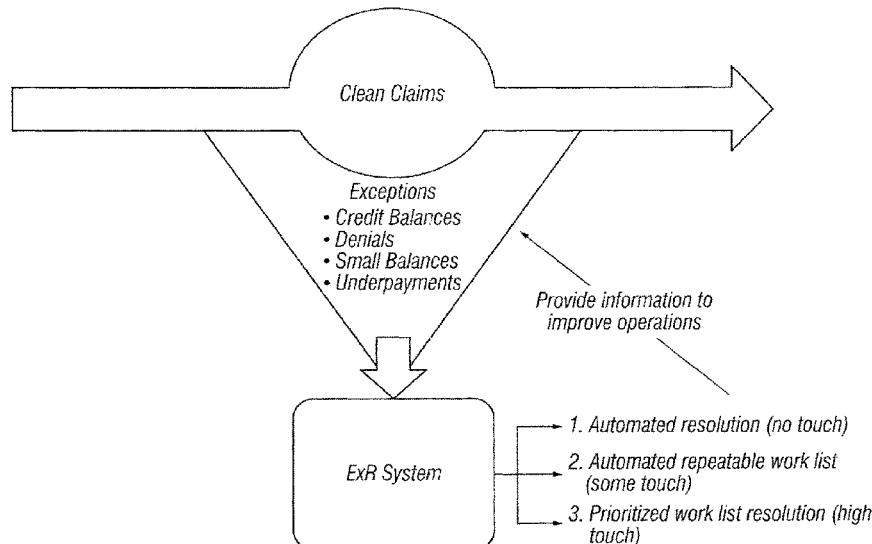 Clean Claims
Exceptions
• Credit Balances
• Denials
• Small Balances
• Underpayments
Provide information to
improve operations
ExR System
1. Automated resolution (no touch)
2. Automated repeatable work list
(some touch)
3. Prioritized work list resolution (high
touch)